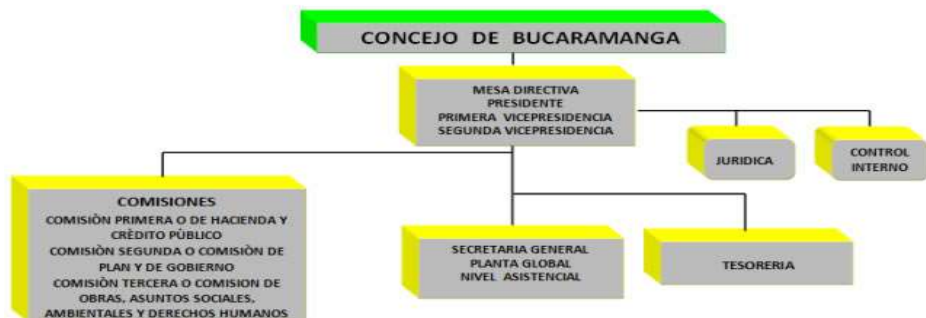 CONCEJO DE BUCARAMANGA
MESA DIRECTIVA
PRESIDENTE
PRIMERA VICEPRESIDENCIA
SEGUNDA VICEPRESIDENCIA
JURIDICA
CONTROL
INTERNO
COMISIONES
COMISIÒN PRIMERA O DE HACIENDA Y
CRÈDITO PÙBLICO
COMISIÒN SEGUNDA O COMISIÒN DE
PLAN Y DE GOBIERNO
COMISIÒN TERCERA O COMISION DE
OBRAS, ASUNTOS SOCIALES,
AMBIENTALES Y DERECHOS HUMANOS
SECRETARIA GENERAL
PLANTA GLOBAL
NIVEL ASISTENCIAL
TESORERIA